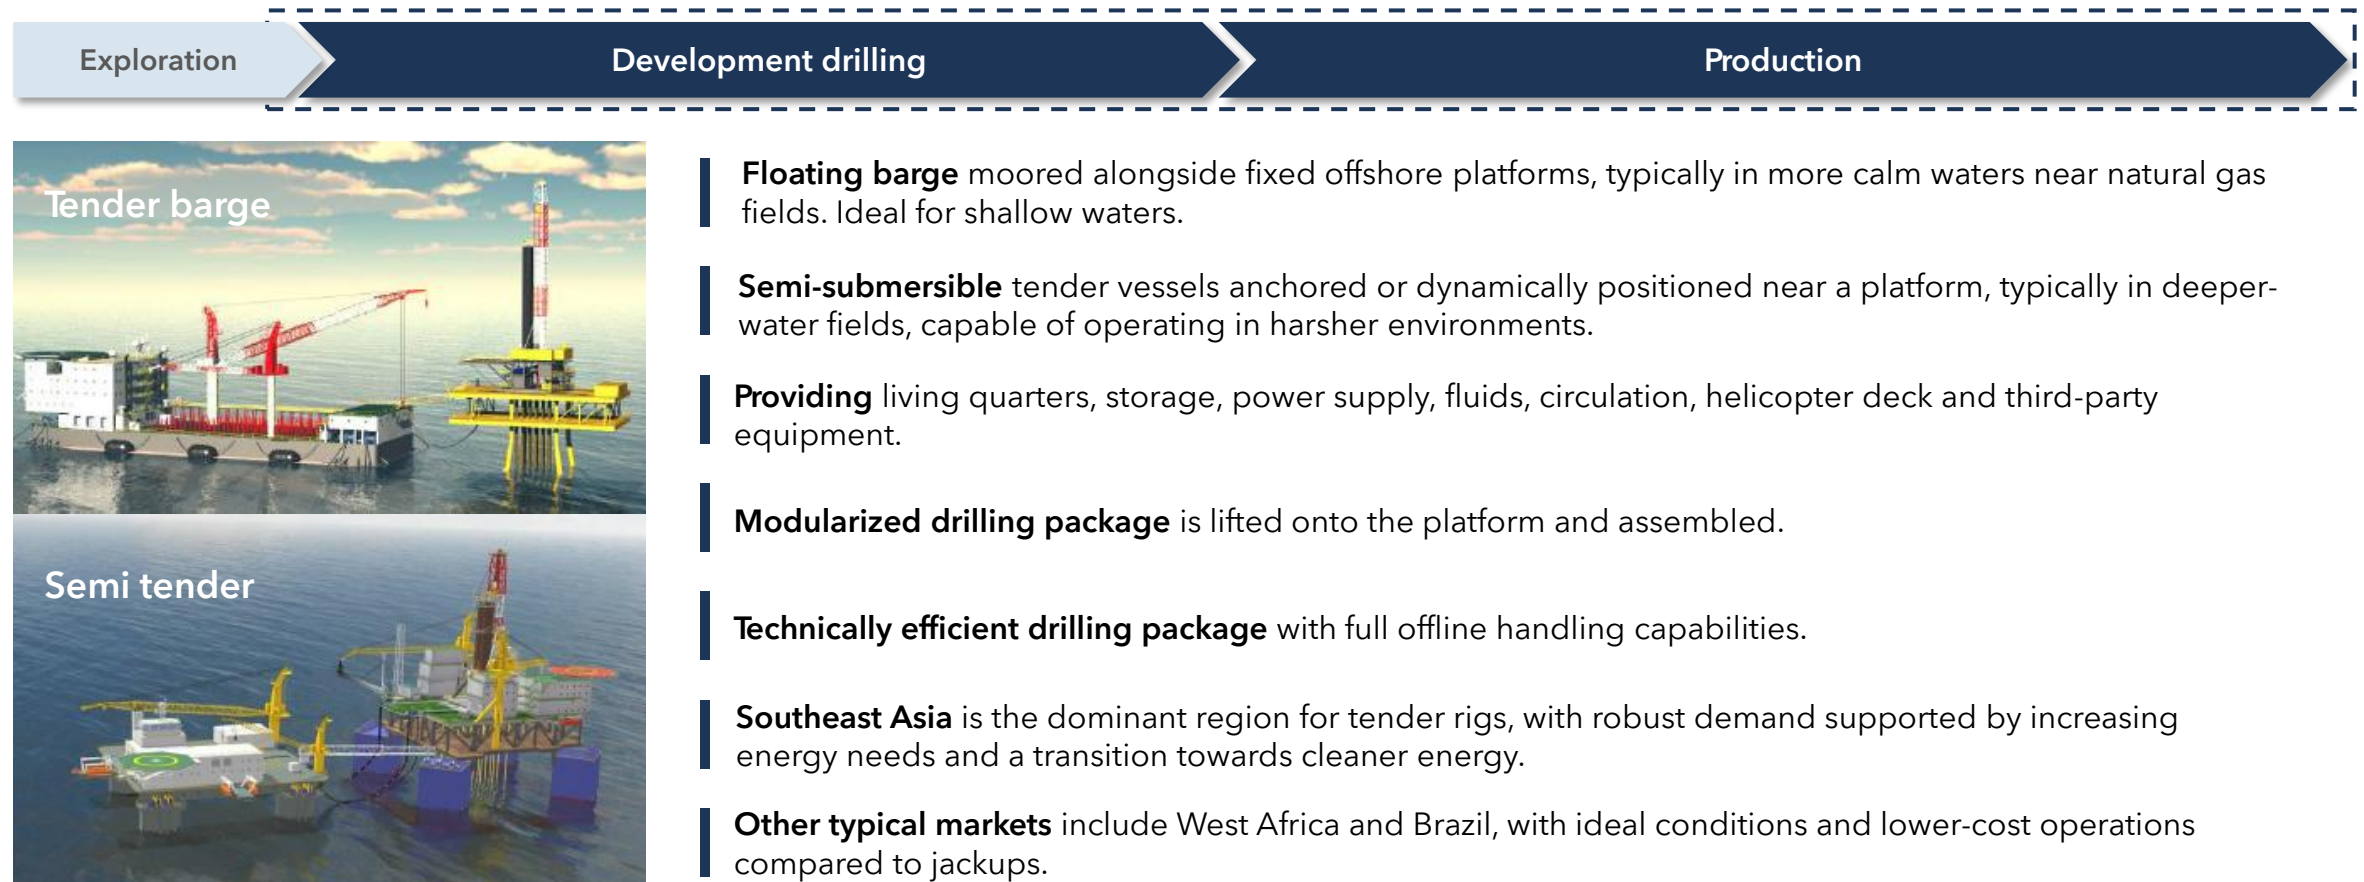 Exploration
Development drilling
Production
Tender barge
Floating barge moored alongside fixed offshore platforms, typically in more calm waters near natural gas
fields. Ideal for shallow waters.
Semi-submersible tender vessels anchored or dynamically positioned near a platform, typically in deeper-
water fields, capable of operating in harsher environments.
Providing living quarters, storage, power supply, fluids, circulation, helicopter deck and third-party
equipment.
Modularized drilling package is lifted onto the platform and assembled.
Semi tender
Technically efficient drilling package with full offline handling capabilities.
Southeast Asia is the dominant region for tender rigs, with robust demand supported by increasing
energy needs and a transition towards cleaner energy.
Other typical markets include West Africa and Brazil, with ideal conditions and lower-cost operations
compared to jackups.